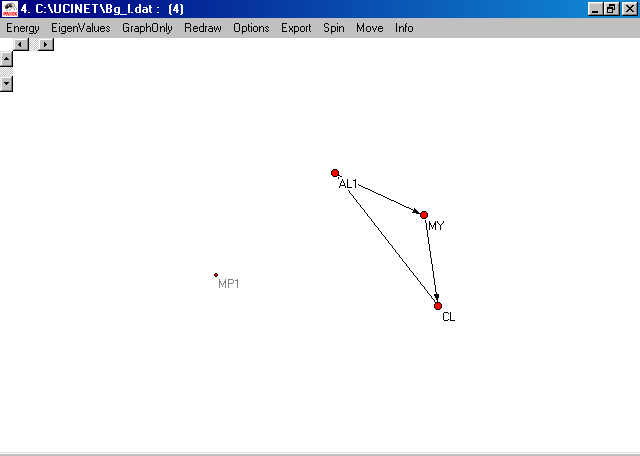 4. C:\UCINET\Bg_I.dat : (4)
Energy EigenValues GraphOnly Redraw Options Export Spin Move Info
AL1
MY
MP1
CL